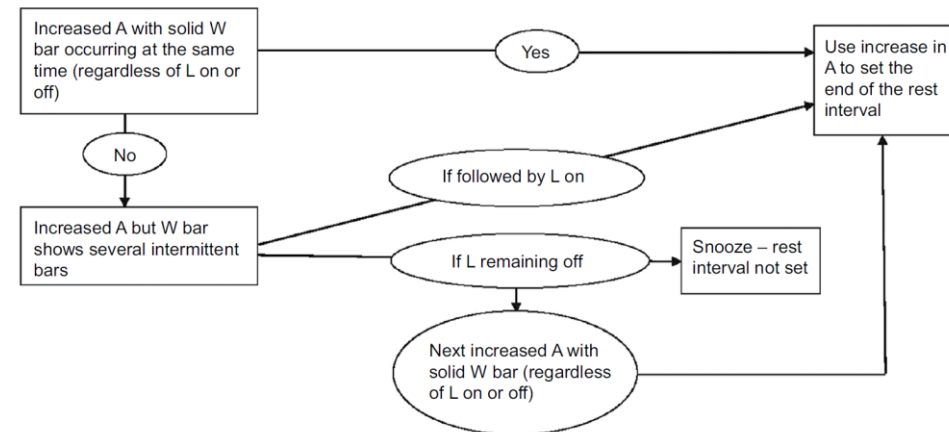 Increased A with solid W
bar occurring at the same
time (regardless of L on or
off)
Yes
Use increase in
A to set the
end of the rest
interval
No
If followed by L on
Increased A but W bar
shows several intermittent
bars
If L remaining off
Snooze – rest
interval not set
Next increased A with
solid W bar (regardless
of L on or off)